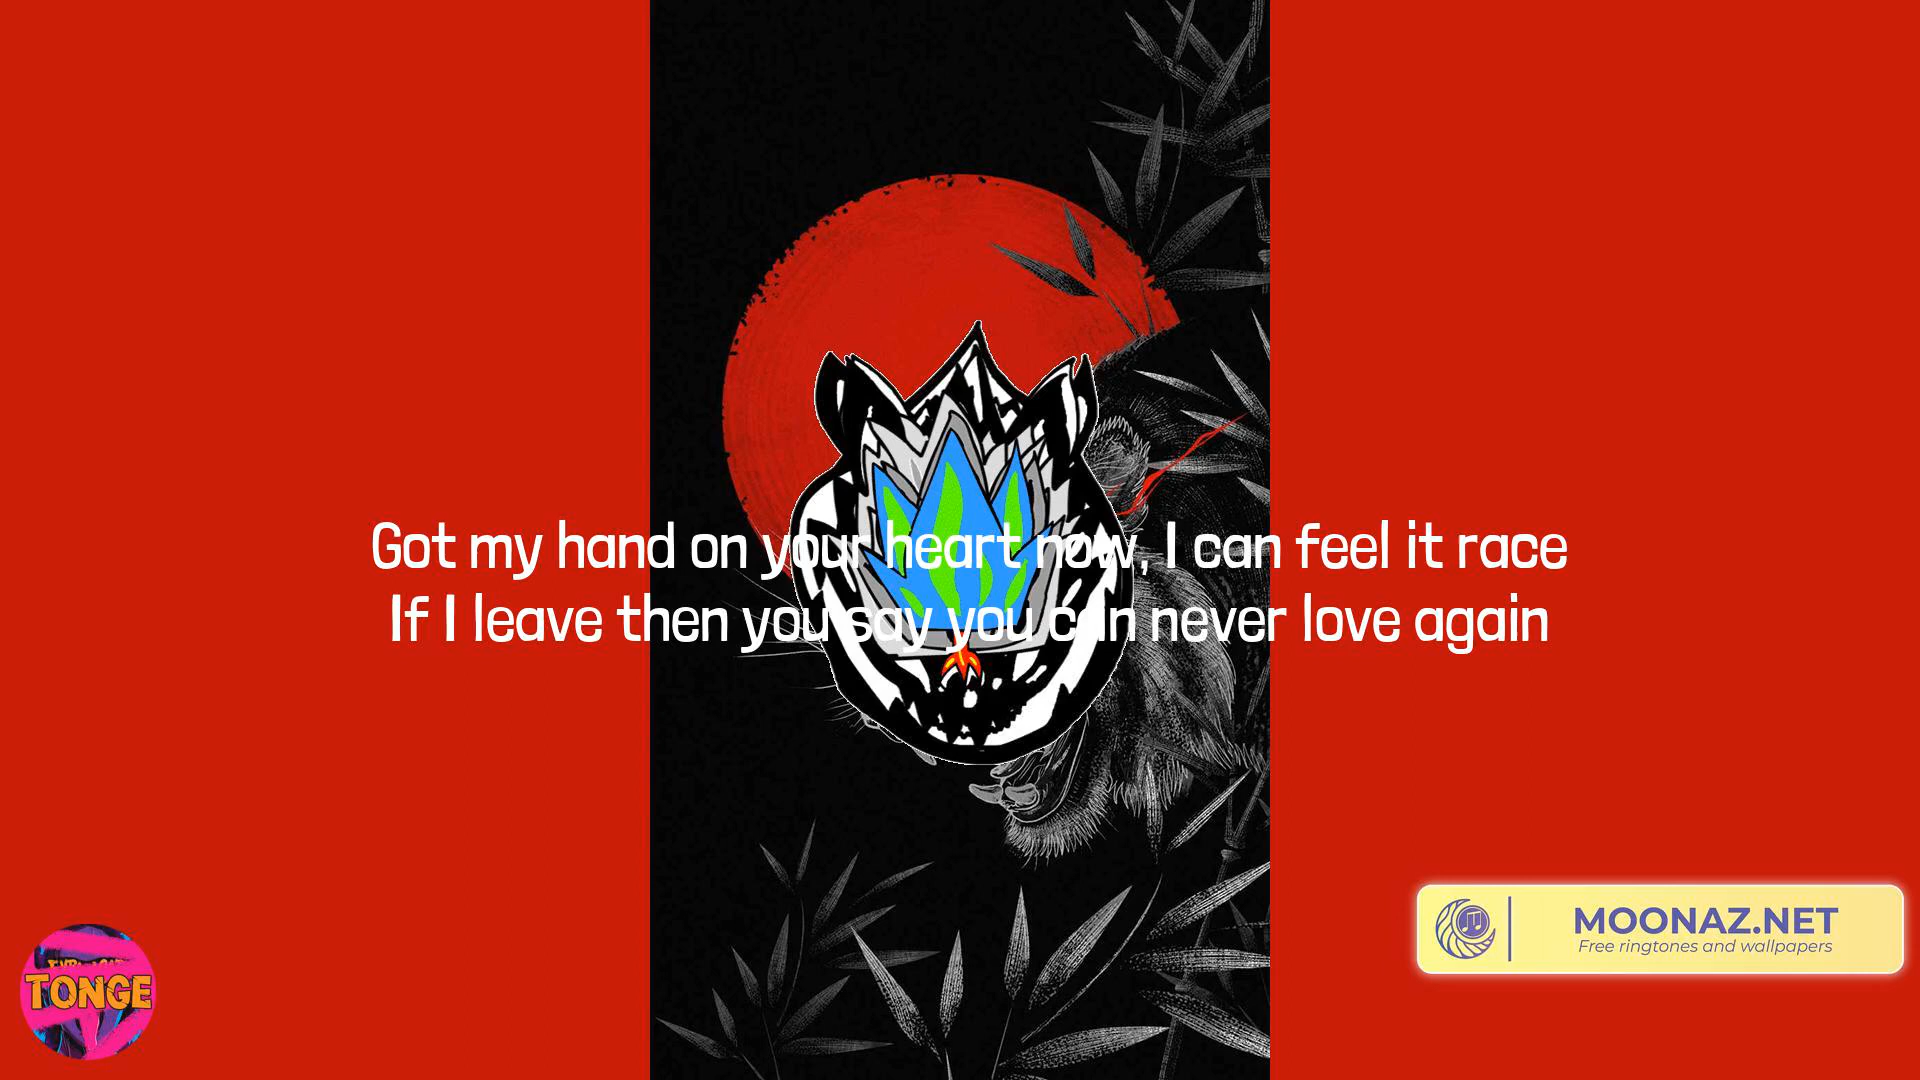 Got my hand on your heart now, I can feel it race
If I leave then you say you can never love again
TONGE
MOONAZ.NET
Free ringtones and wallpapers